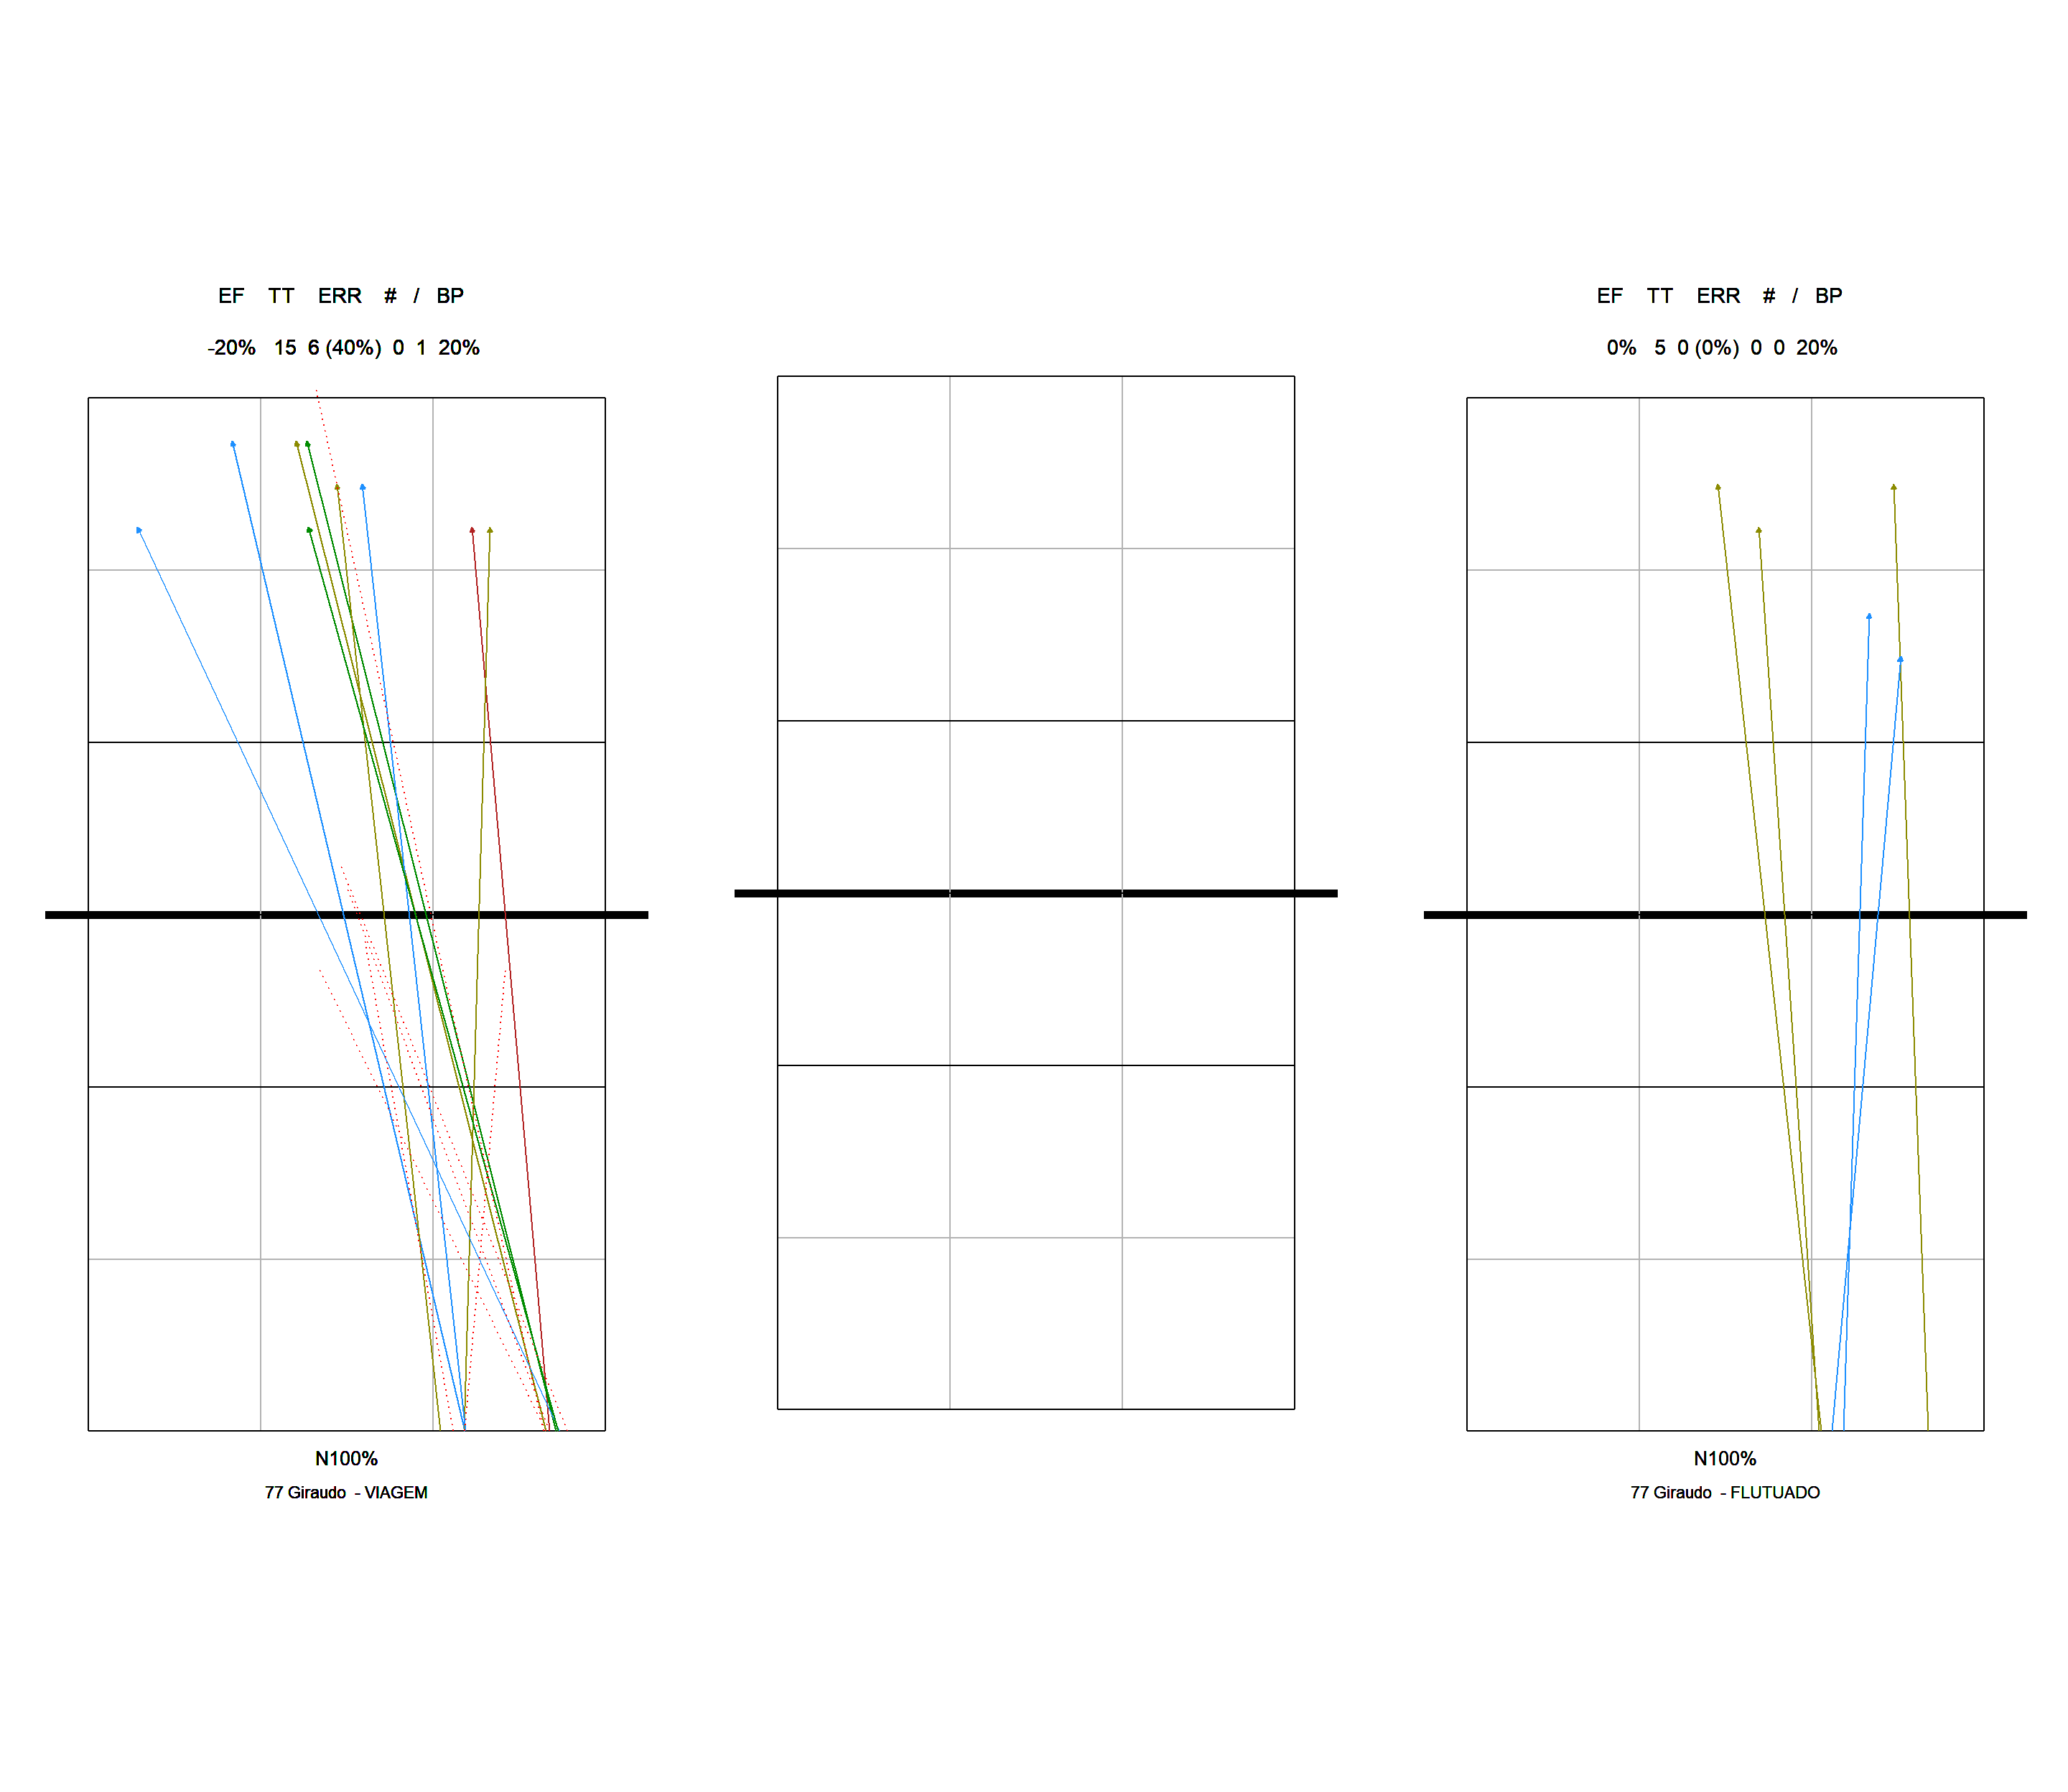 EF TT ERR # / BP
-20% 15 6 (40%) 0 1 20%
N100%
77 Giraudo - VIAGEM
EF TT ERR # / BP
0% 5 0 (0%) 0 0 20%
N100%
77 Giraudo - FLUTUADO